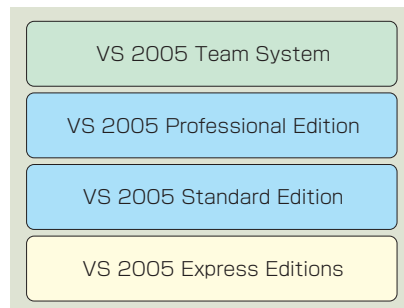 VS 2005 Team System
VS 2005 Professional Edition
VS 2005 Standard Edition
VS 2005 Express Editions